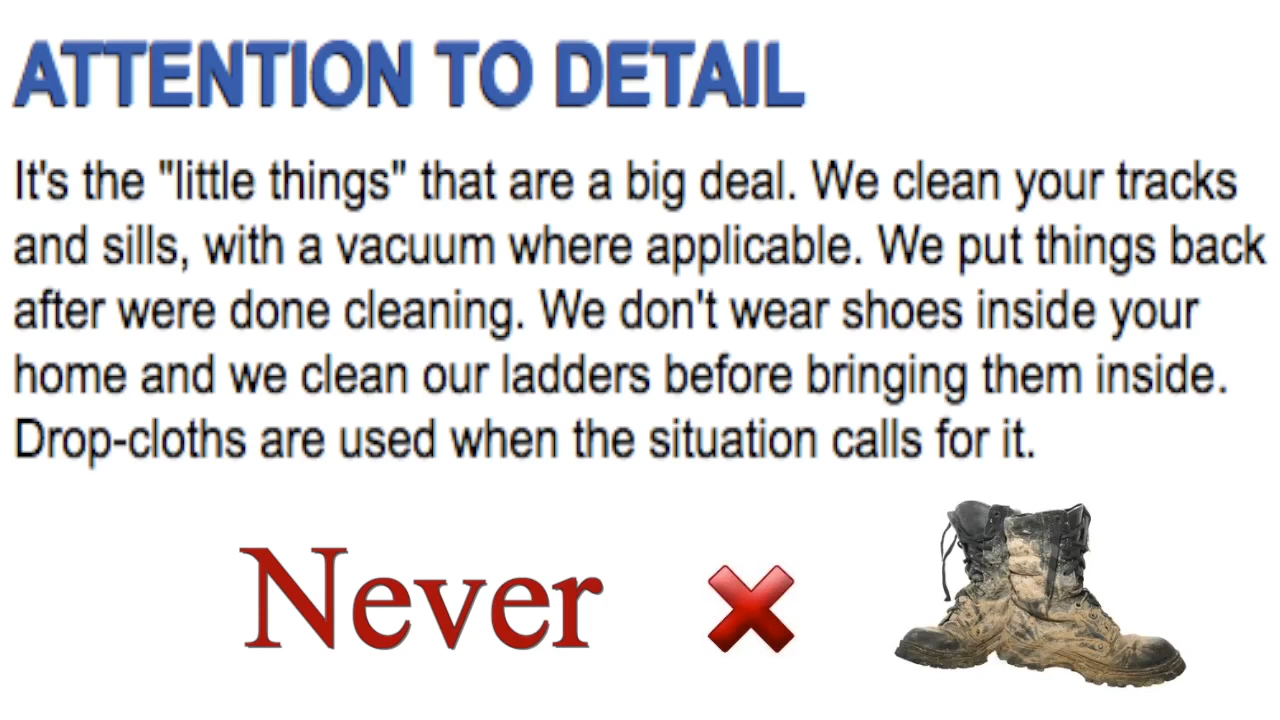 ATTENTION TO DETAIL
It's the "little things" that are a big deal. We clean your tracks
and sills, with a vacuum where applicable. We put things back
after were done cleaning. We don't wear shoes inside your
home and we clean our ladders before bringing them inside.
Drop-cloths are used when the situation calls for it.
Never